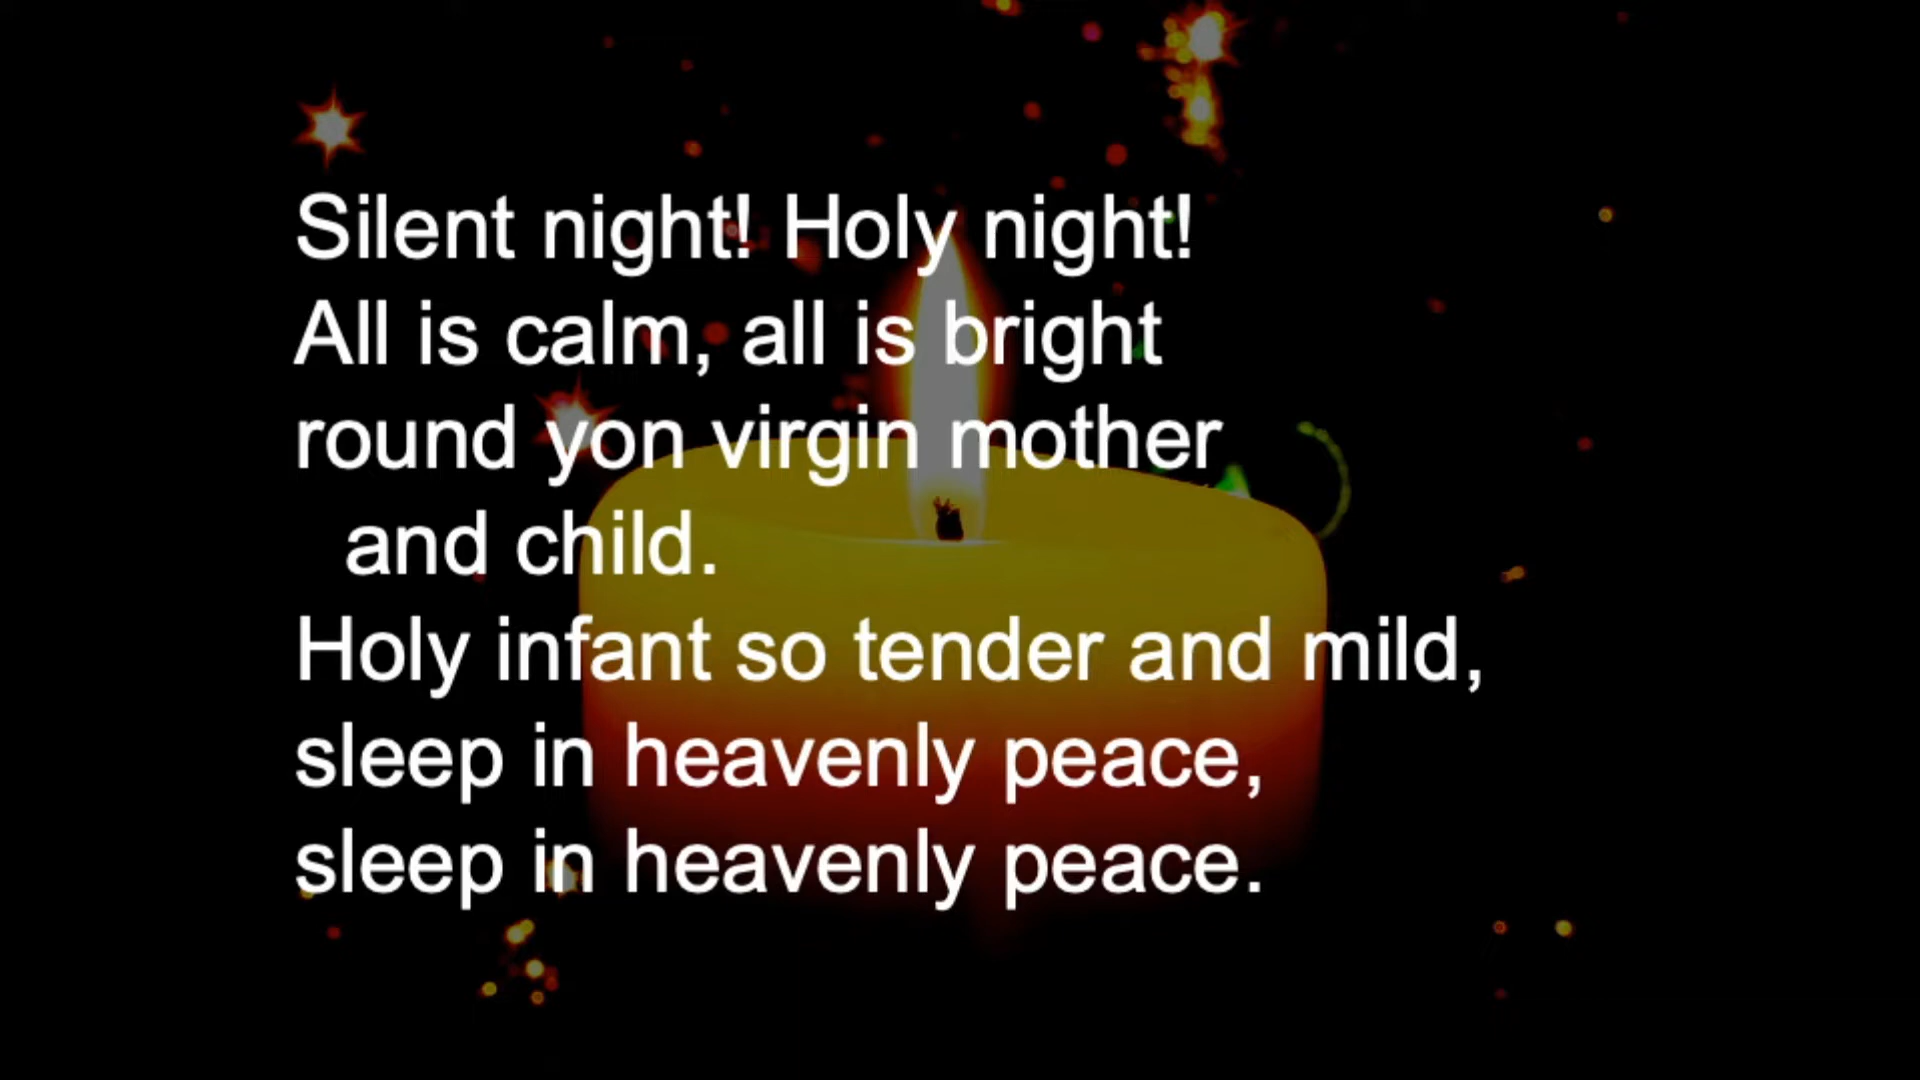 Silent night! Holy night!
All is calm, all is bright
round yon virgin mother
and child.
Holy infant so tender and mild,
sleep in heavenly peace,
sleep in heavenly peace.